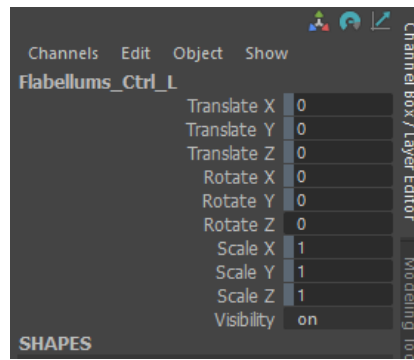 Channels Edit Object Show
Flabellums_Ctrl_L
Translate X 0
Translate Y 0
Translate Z 0
Rotate X 0
Rotate Y 0
Rotate Z 0
Scale X 1
Scale Y 1
Scale Z 1
Visibility on
SHAPES
Channel Box / Layer Editor
Modeling